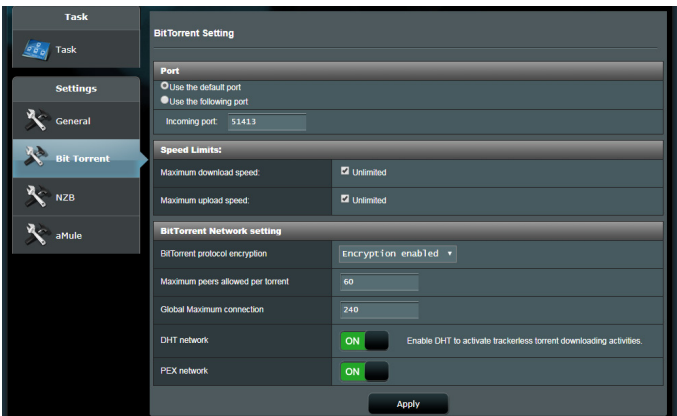 Task
Task
Settings
General
Bit Torrent
NZB
aMule
BitTorrent Setting
Port
Use the default port
Use the following port
Incoming port: 51413
Speed Limits:
Maximum download speed: Unlimited
Maximum upload speed: Unlimited
BitTorrent Network setting
BitTorrent protocol encryption Encryption enabled
Maximum peers allowed per torrent 60
Global Maximum connection 240
DHT network ON Enable DHT to activate trackerless torrent downloading activities.
PEX network ON
Apply